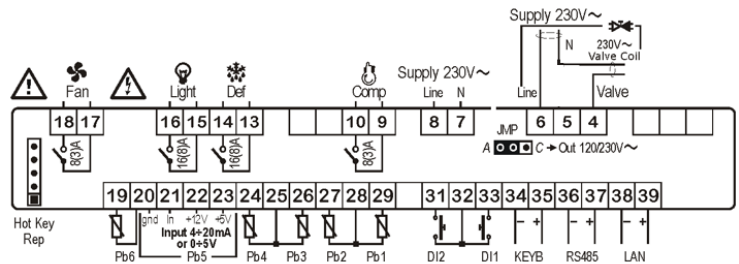 Supply 230V~
N
230V~
Valve Coil
Fan
Light
Def
Comp
Supply 230V~
Line N
Line
Valve
18 17
16 15 14 13
10 9
8 7
6 5 4
8(3)A
16(8)A
16(8)A
8(3)A
JMP
A C → Out 120/230V~
19 20 21 22 23 24 25 26 27 28 29 31 32 33 34 35 36 37 38 39
gnd In +12V +5V
Input 4÷20mA
or 0÷5V
- + - + - +
Hot Key
Rep
Pb6 Pb5 Pb4 Pb3 Pb2 Pb1 DI2 DI1 KEYB RS485 LAN